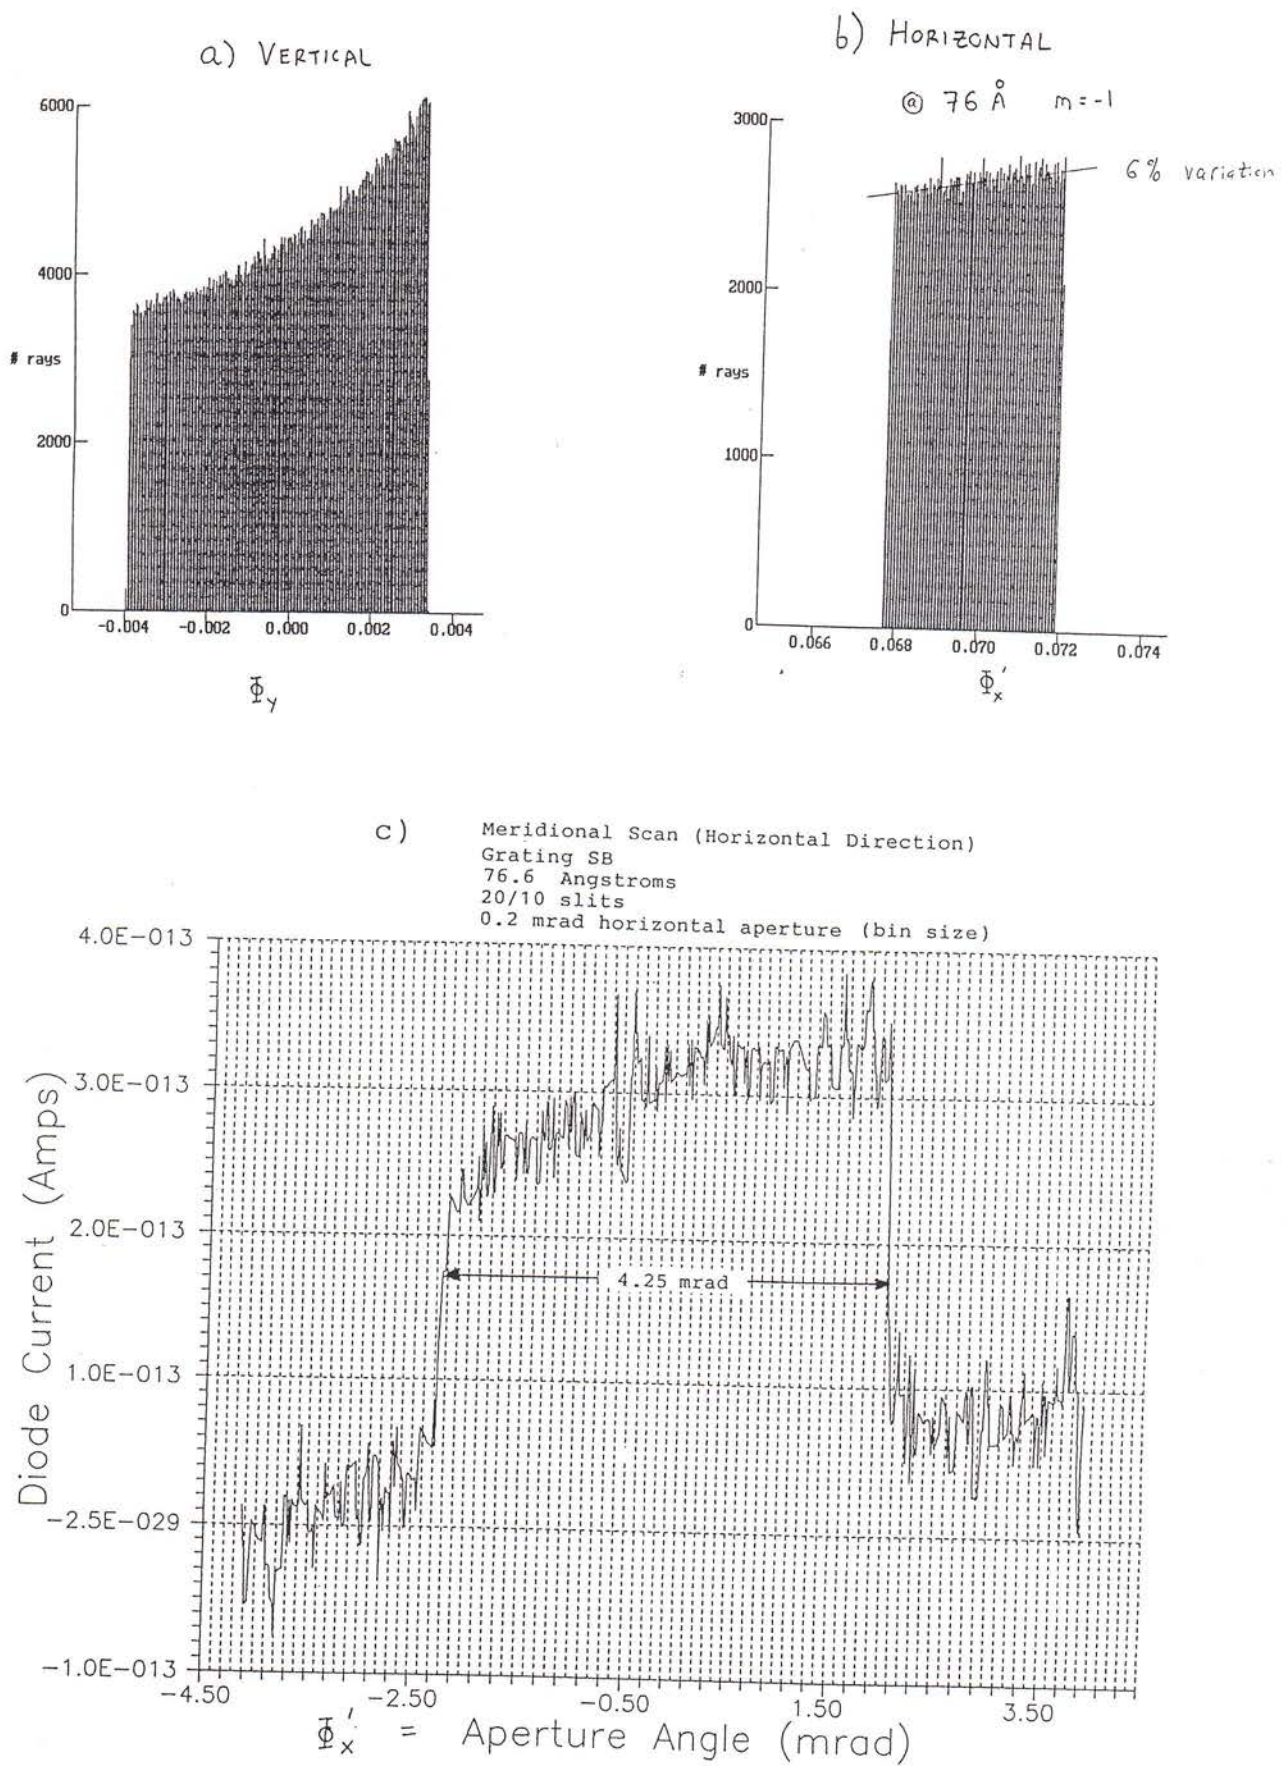 a) VERTICAL
6000
4000
# rays
2000
0
-0.004 -0.002 0.000 0.002 0.004
Φy
b) HORIZONTAL
@ 76 Å m=-1
3000
6% variation
2000
# rays
1000
0
0.066 0.068 0.070 0.072 0.074
Φx'
c)
Meridional Scan (Horizontal Direction)
Grating SB
76.6 Angstroms
20/10 slits
0.2 mrad horizontal aperture (bin size)
4.0E-013
3.0E-013
2.0E-013
4.25 mrad
1.0E-013
-2.5E-029
-1.0E-013
Diode Current (Amps)
-4.50 -2.50 -0.50 1.50 3.50
Φx' = Aperture Angle (mrad)